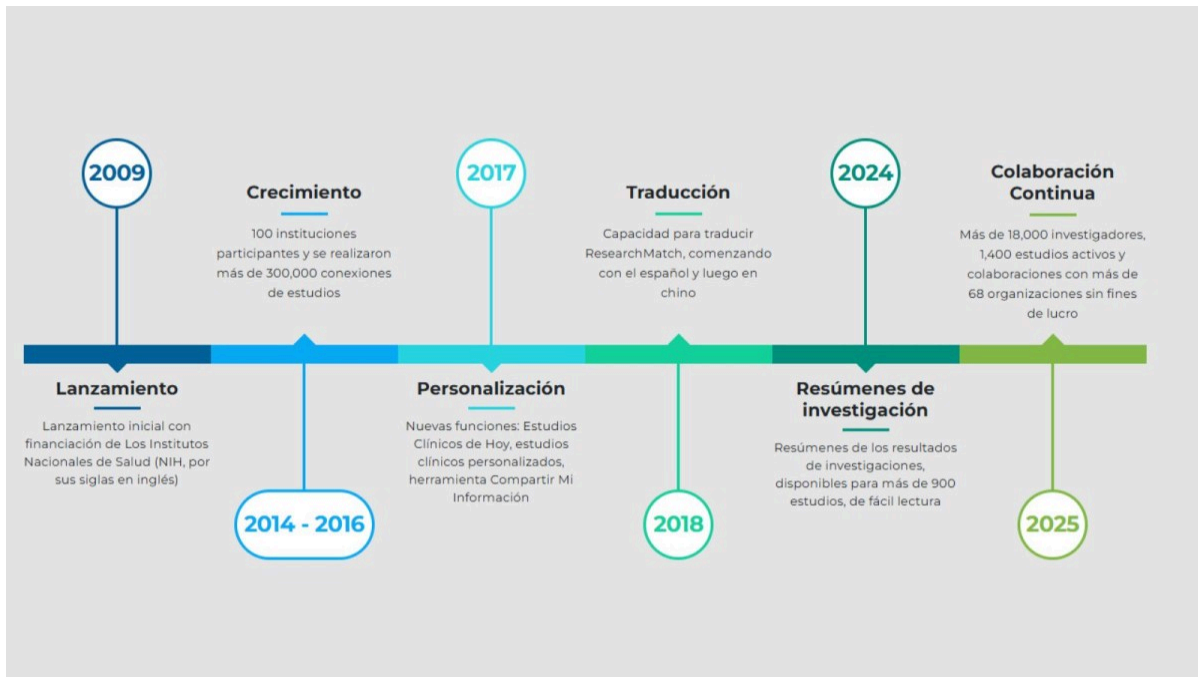 2009
Lanzamiento
Lanzamiento inicial con
financiación de Los Institutos
Nacionales de Salud (NIH, por
sus siglas en inglés)
Crecimiento
100 instituciones
participantes y se realizaron
más de 300,000 conexiones
de estudios
2014 - 2016
2017
Personalización
Nuevas funciones: Estudios
Clínicos de Hoy, estudios
clínicos personalizados,
herramienta Compartir Mi
Información
Traducción
Capacidad para traducir
ResearchMatch, comenzando
con el español y luego en
chino
2018
2024
Resúmenes de
investigación
Resúmenes de los resultados
de investigaciones,
disponibles para más de 900
estudios, de fácil lectura
Colaboración
Continua
Más de 18,000 investigadores,
1,400 estudios activos y
colaboraciones con más de
68 organizaciones sin fines
de lucro
2025